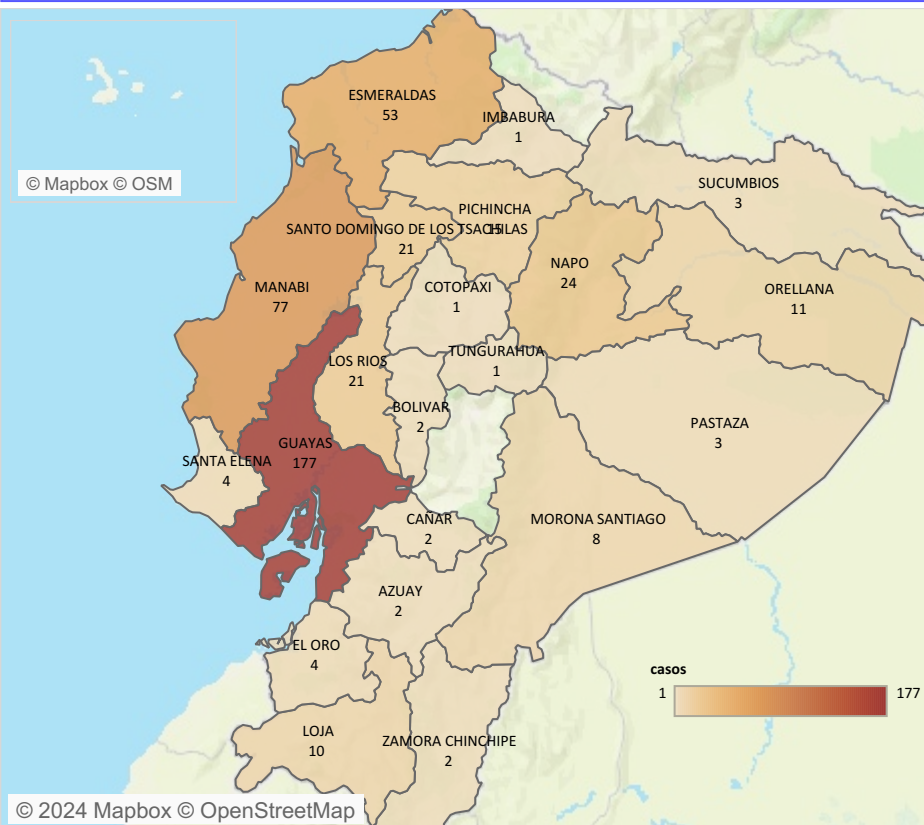 ESMERALDAS
53
IMBABURA
1
© Mapbox © OSM
SUCUMBIOS
3
PICHINCHA
SANTO DOMINGO DE LOS TSACHILAS
21
NAPO
24
MANABI
77
COTOPAXI
1
ORELLANA
11
TUNGURAHUA
1
LOS RIOS
21
BOLIVAR
2
PASTAZA
3
GUAYAS
177
SANTA ELENA
4
CAÑAR
2
MORONA SANTIAGO
8
AZUAY
2
EL ORO
4
casos
1
177
LOJA
10
ZAMORA CHINCHIPE
2
© 2024 Mapbox © OpenStreetMap